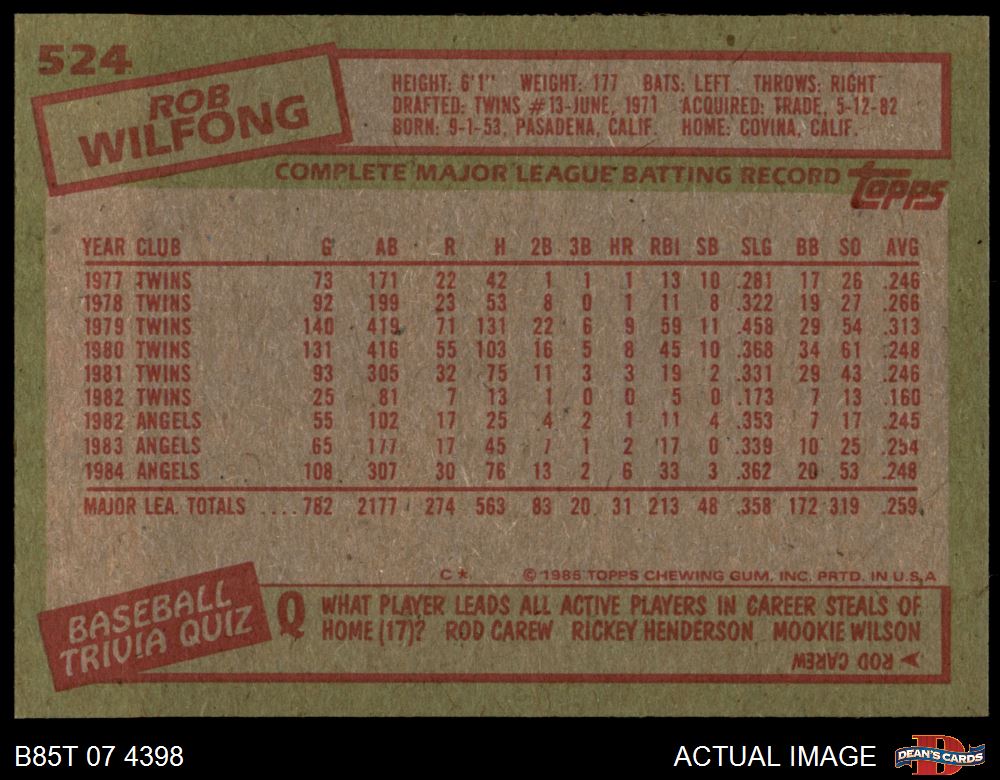 524
ROB
WILFONG
HEIGHT: 6'1" WEIGHT: 177 BATS: LEFT THROWS: RIGHT
DRAFTED: TWINS #13-JUNE, 1971 ACQUIRED: TRADE, 5-12-82
BORN: 9-1-53, PASADENA, CALIF. HOME: COVINA, CALIF.
COMPLETE MAJOR LEAGUE BATTING RECORD topps
YEAR CLUB G AB R H 2B 3B HR RBI SB SLG BB SO AVG
1977 TWINS 73 171 22 42 1 1 1 13 10 .281 17 26 .246
1978 TWINS 92 199 23 53 8 0 1 11 8 .322 19 27 .266
1979 TWINS 140 419 71 131 22 6 9 59 11 .458 29 54 .313
1980 TWINS 131 416 55 103 16 5 8 45 10 .368 34 61 .248
1981 TWINS 93 305 32 75 11 3 3 19 2 .331 29 43 .246
1982 TWINS 25 81 7 13 1 0 0 5 0 .173 7 13 .160
1982 ANGELS 55 102 17 25 4 2 1 11 4 .353 7 17 .245
1983 ANGELS 65 177 17 45 7 1 2 17 0 .339 10 25 .254
1984 ANGELS 108 307 30 76 13 2 6 33 3 .362 20 53 .248
MAJOR LEA. TOTALS .... 782 2177 274 563 83 20 31 213 48 .358 172 319 .259
C* © 1985 TOPPS CHEWING GUM, INC. PRTD. IN U.S.A
BASEBALL
TRIVIA QUIZ
Q WHAT PLAYER LEADS ALL ACTIVE PLAYERS IN CAREER STEALS OF
HOME (17)? ROD CAREW RICKEY HENDERSON MOOKIE WILSON
ROD CAREW
B85T 07 4398
ACTUAL IMAGE
D
DEAN'S CARDS